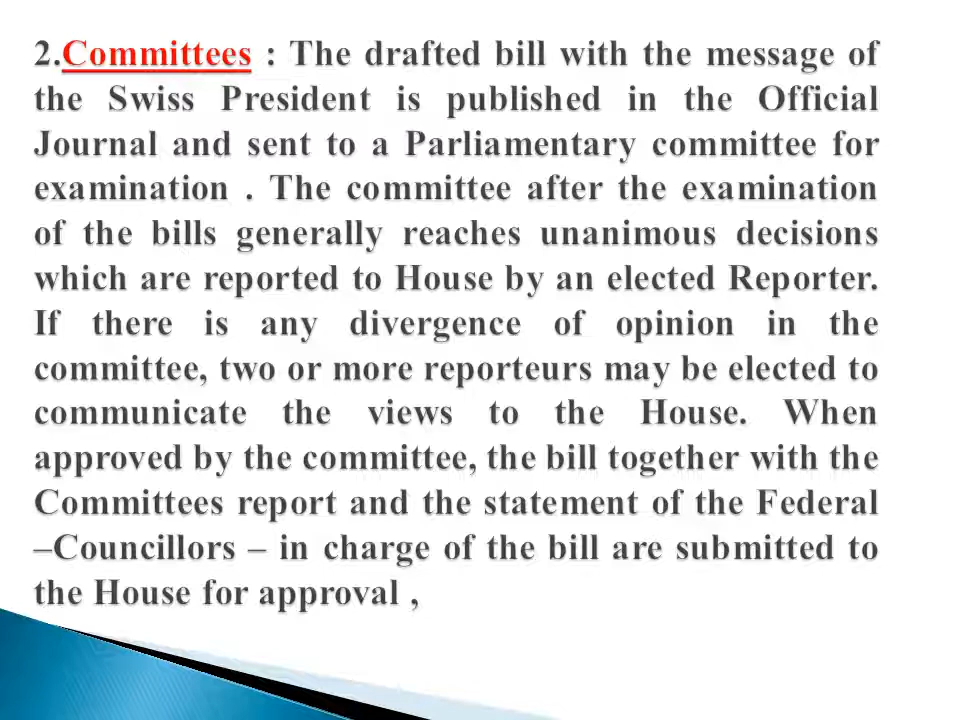 2.Committees : The drafted bill with the message of
the Swiss President is published in the Official
Journal and sent to a Parliamentary committee for
examination . The committee after the examination
of the bills generally reaches unanimous decisions
which are reported to House by an elected Reporter.
If there is any divergence of opinion in the
committee, two or more reporteurs may be elected to
communicate the views to the House. When
approved by the committee, the bill together with the
Committees report and the statement of the Federal
–Councillors – in charge of the bill are submitted to
the House for approval ,